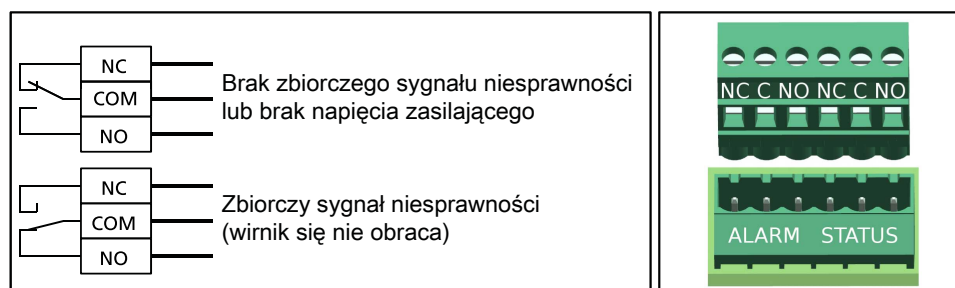 NC
COM
NO
Brak zbiorczego sygnału niesprawności
lub brak napięcia zasilającego
NC
COM
NO
Zbiorczy sygnał niesprawności
(wirnik się nie obraca)
NC C NO NC C NO
ALARM STATUS